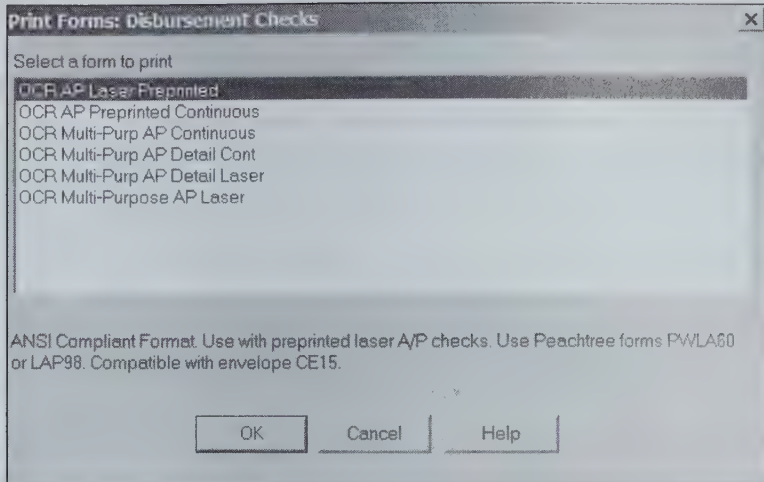 Print Forms: Disbursement Checks
Select a form to print
OCR AP Laser Preprinted
OCR AP Preprinted Continuous
OCR Multi-Purp AP Continuous
OCR Multi-Purp AP Detail Cont
OCR Multi-Purp AP Detail Laser
OCR Multi-Purpose AP Laser
ANSI Compliant Format. Use with preprinted laser A/P checks. Use Peachtree forms PWLA60
or LAP98. Compatible with envelope CE15.
OK Cancel Help